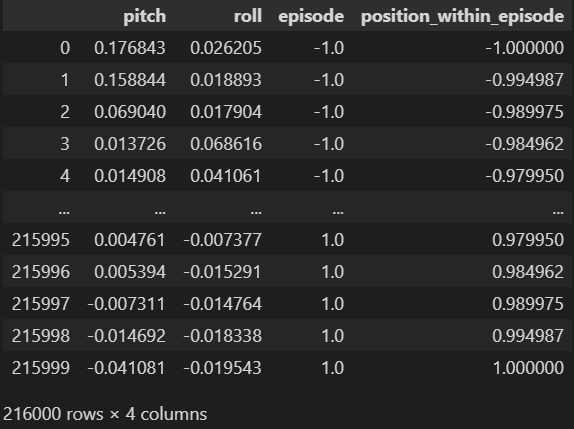 pitch roll episode position_within_episode
0 0.176843 0.026205 -1.0 -1.000000
1 0.158844 0.018893 -1.0 -0.994987
2 0.069040 0.017904 -1.0 -0.989975
3 0.013726 0.068616 -1.0 -0.984962
4 0.014908 0.041061 -1.0 -0.979950
... ... ... ... ...
215995 0.004761 -0.007377 1.0 0.979950
215996 0.005394 -0.015291 1.0 0.984962
215997 -0.007311 -0.014764 1.0 0.989975
215998 -0.014692 -0.018338 1.0 0.994987
215999 -0.041081 -0.019543 1.0 1.000000
216000 rows × 4 columns